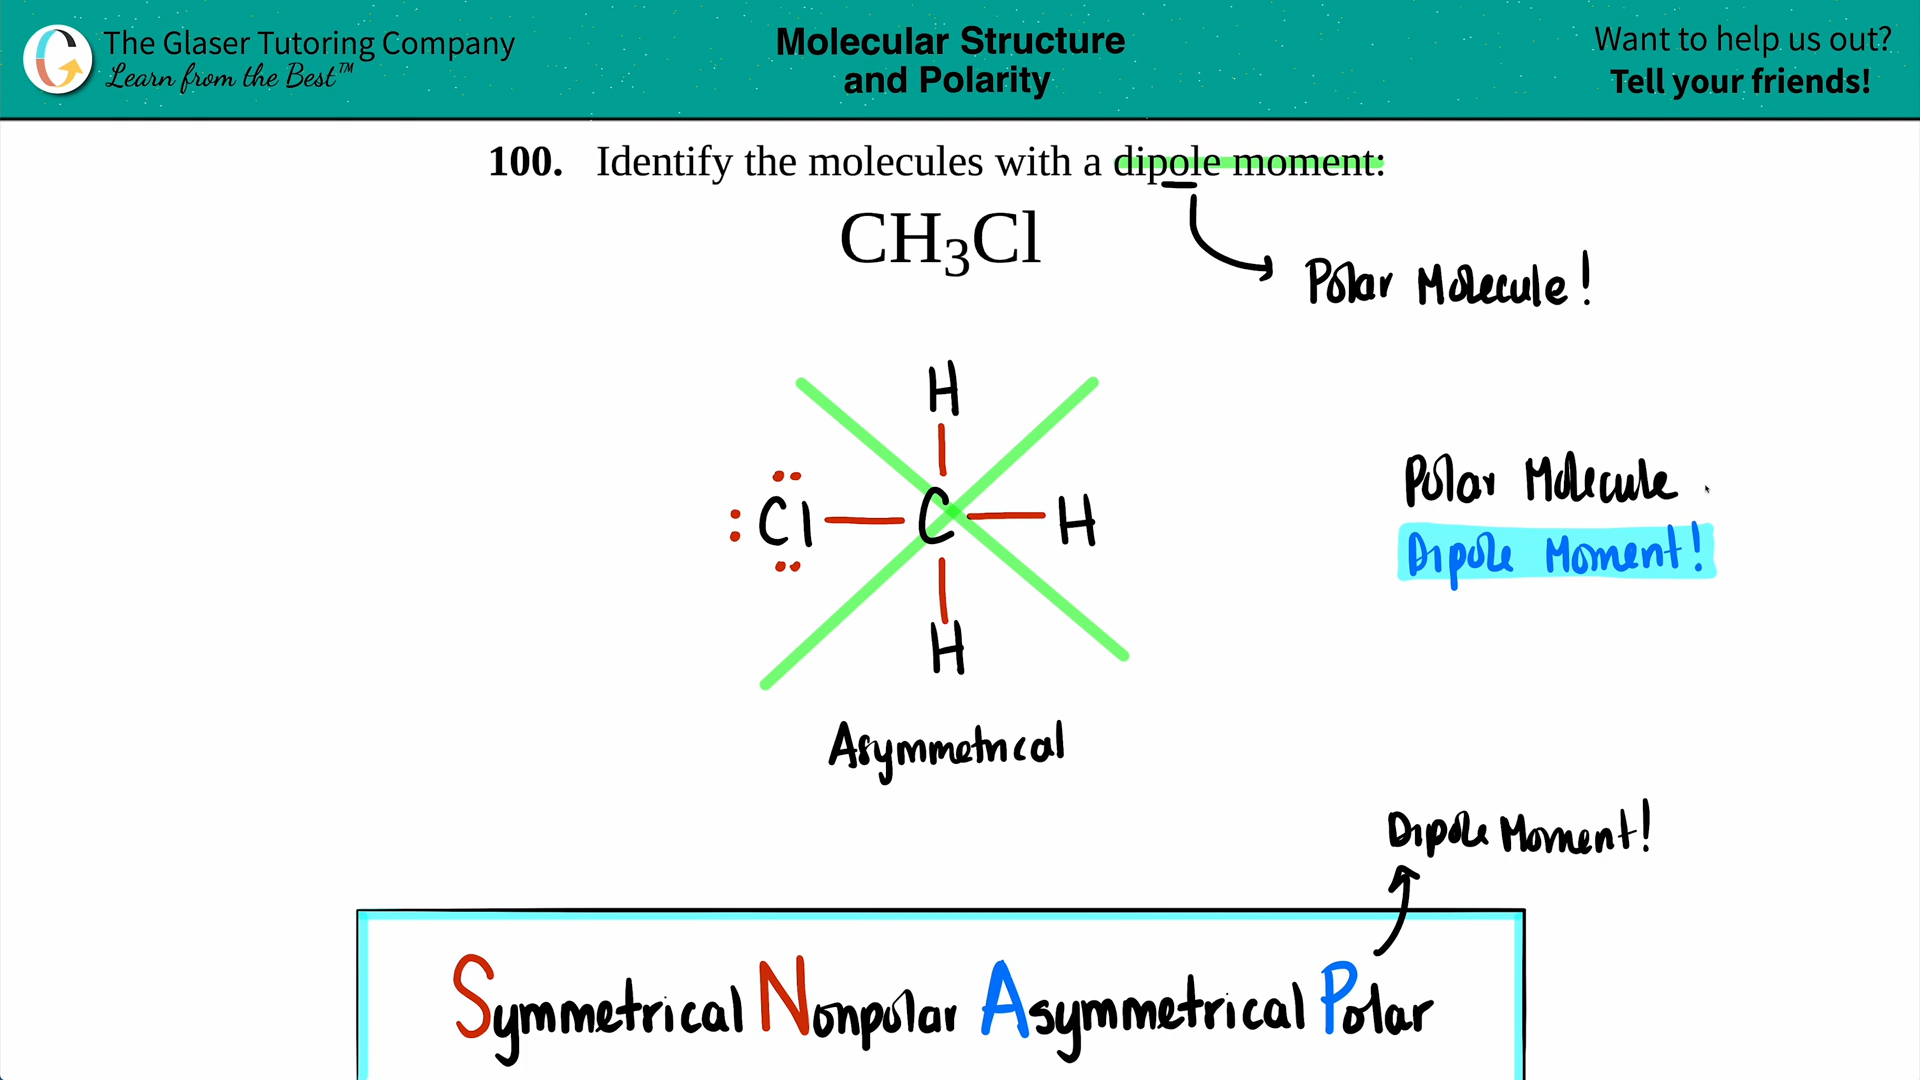 The Glaser Tutoring Company
Learn from the Best™
Molecular Structure
and Polarity
Want to help us out?
Tell your friends!
100. Identify the molecules with a dipole moment:
CH₃Cl
Polar Molecule!
H
Cl C H
H
Polar Molecule
Dipole Moment!
Asymmetrical
Dipole Moment!
Symmetrical Nonpolar Asymmetrical Polar